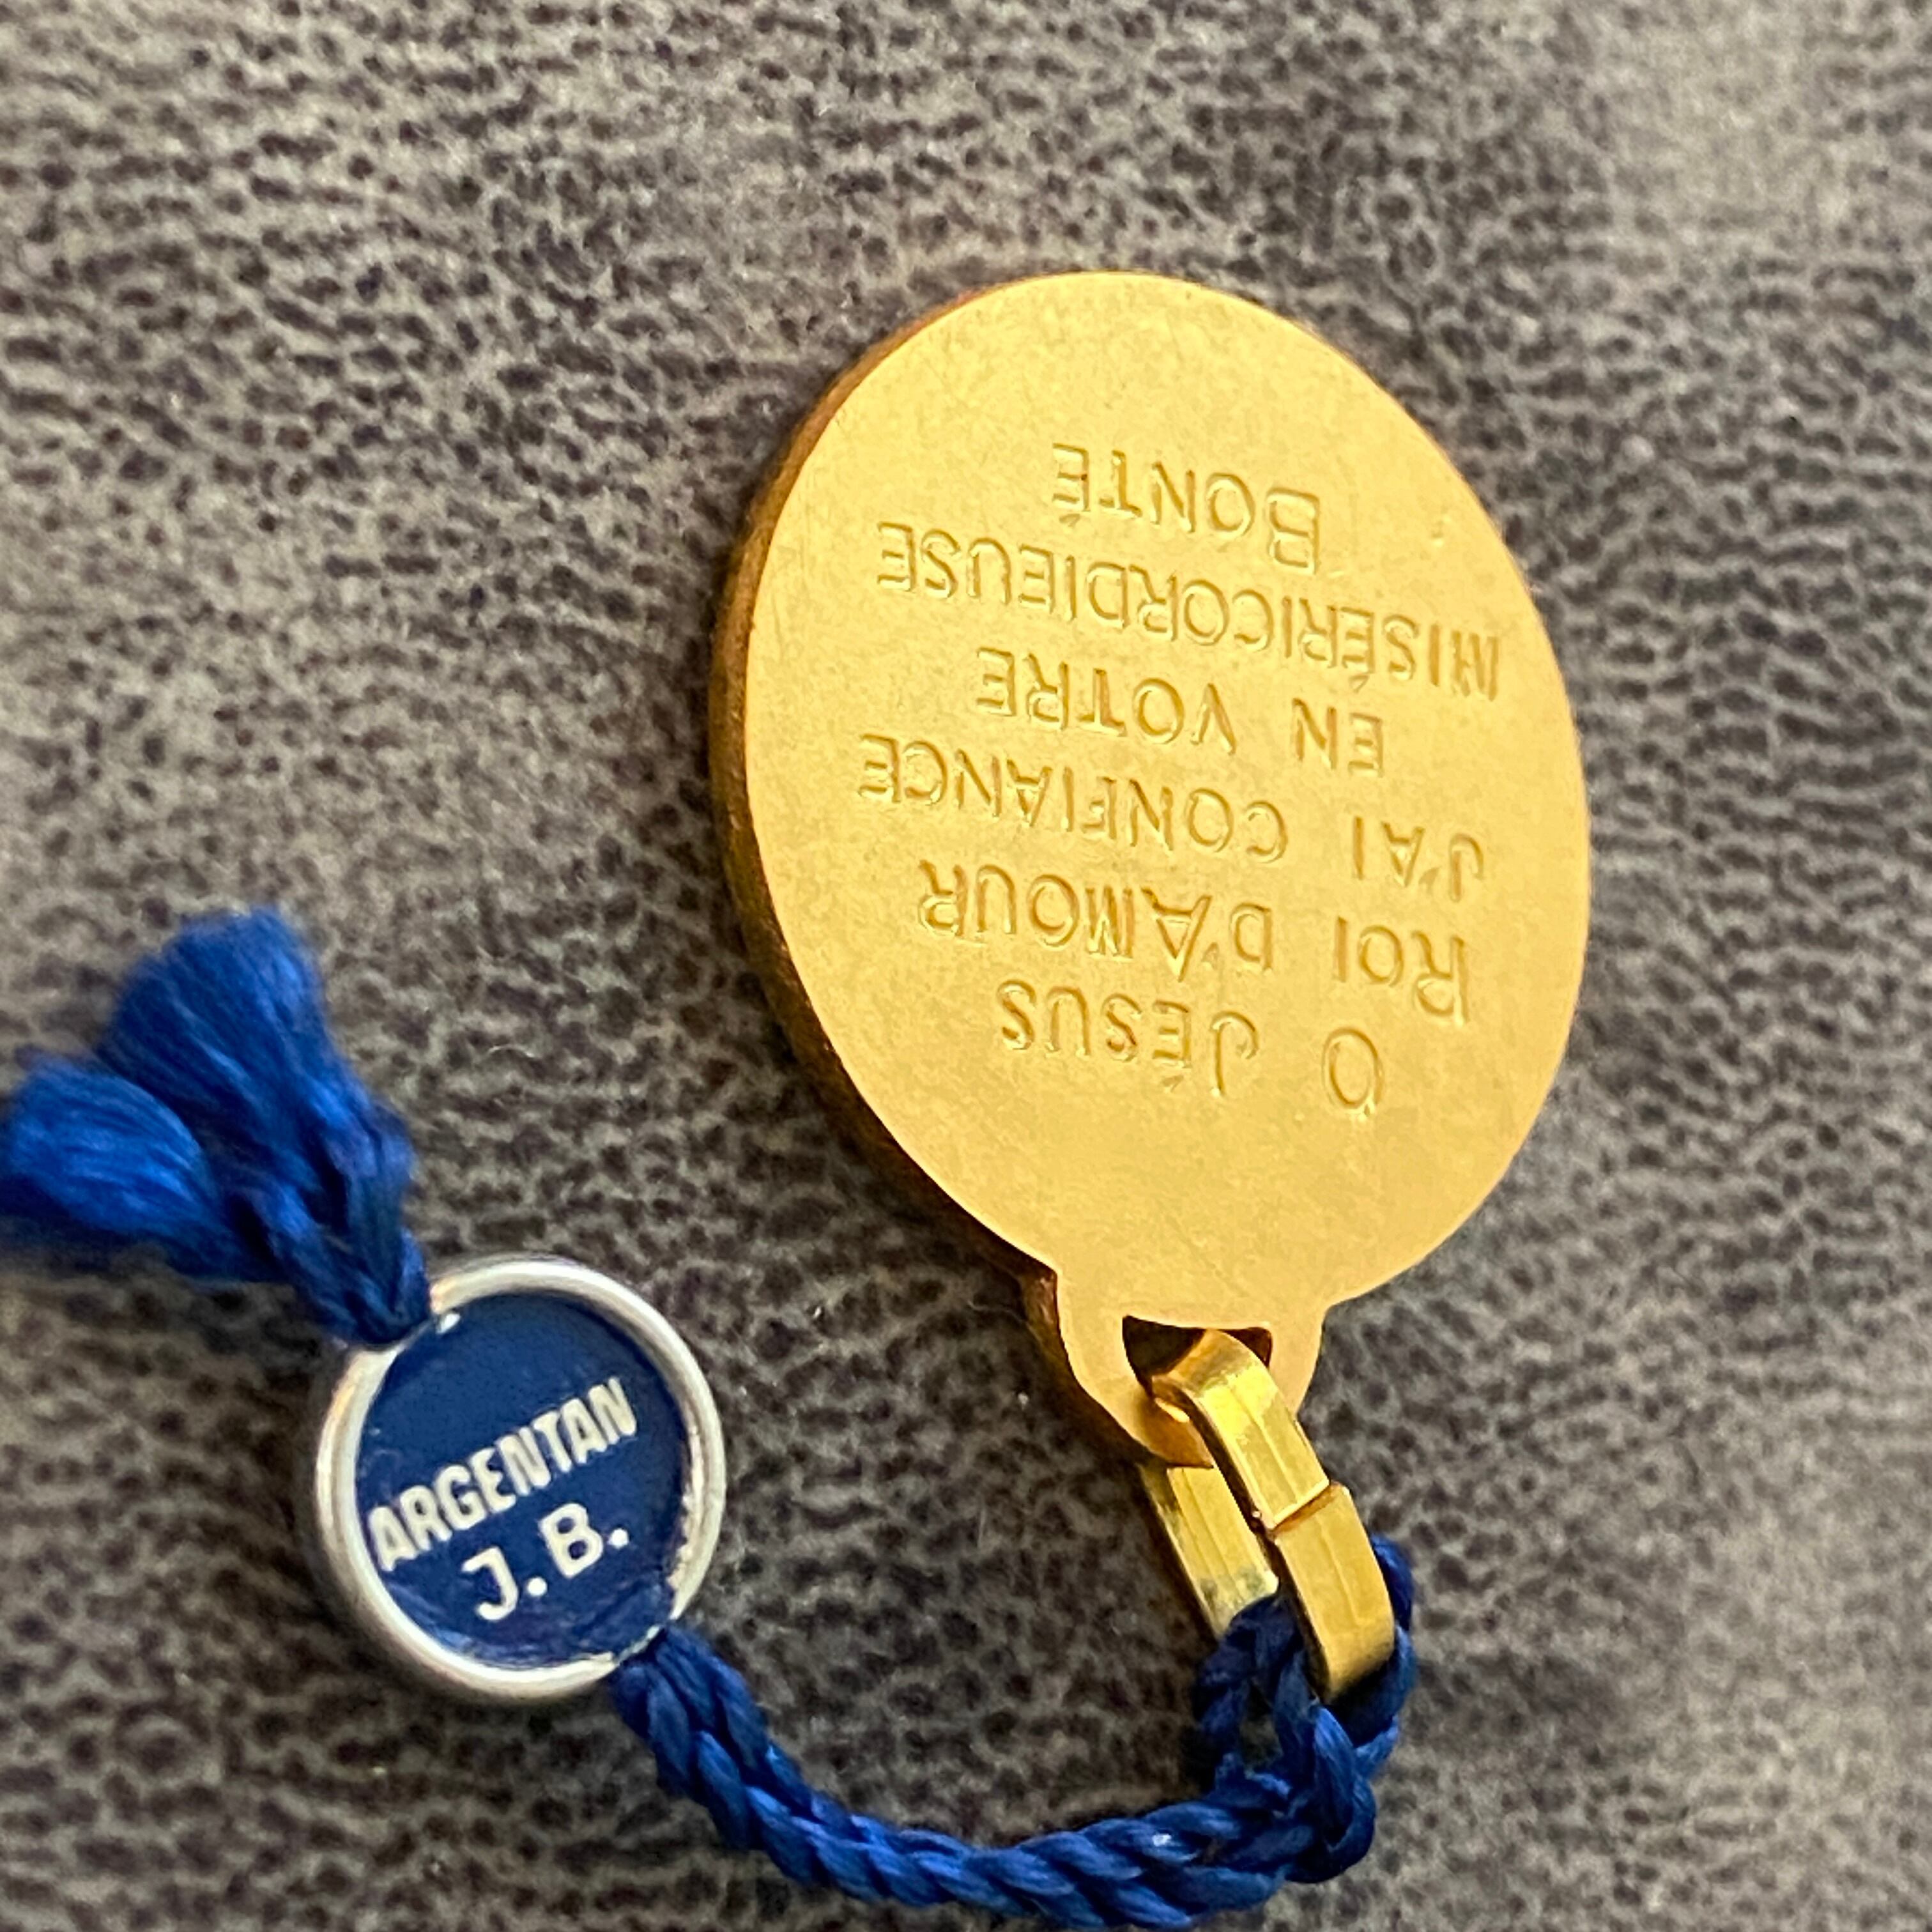 O JÉSUS
ROI D'AMOUR
J'AI CONFIANCE
EN VOTRE
MISÉRICORDIEUSE
BONTÉ
ARGENTAN
J. B.